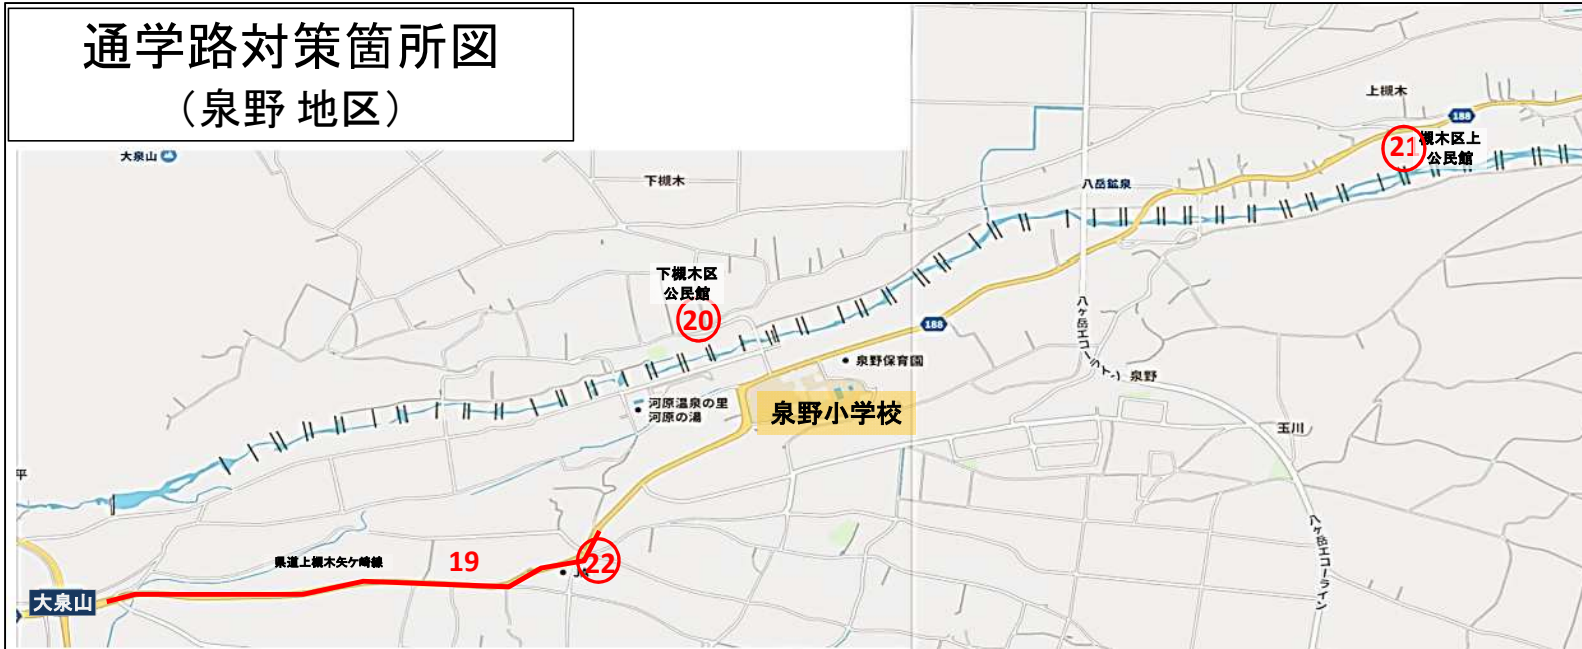 通学路対策箇所図
（泉野 地区）
大泉山
下槻木
上槻木
188
21
槻木区上
公民館
八岳鉱泉
下槻木区
公民館
20
188
八ヶ岳エコーライン
泉野保育園
泉野
河原温泉の里
河原の湯
泉野小学校
玉川
平
八ヶ岳エコーライン
県道上槻木矢ケ崎線
19
22
JA
大泉山